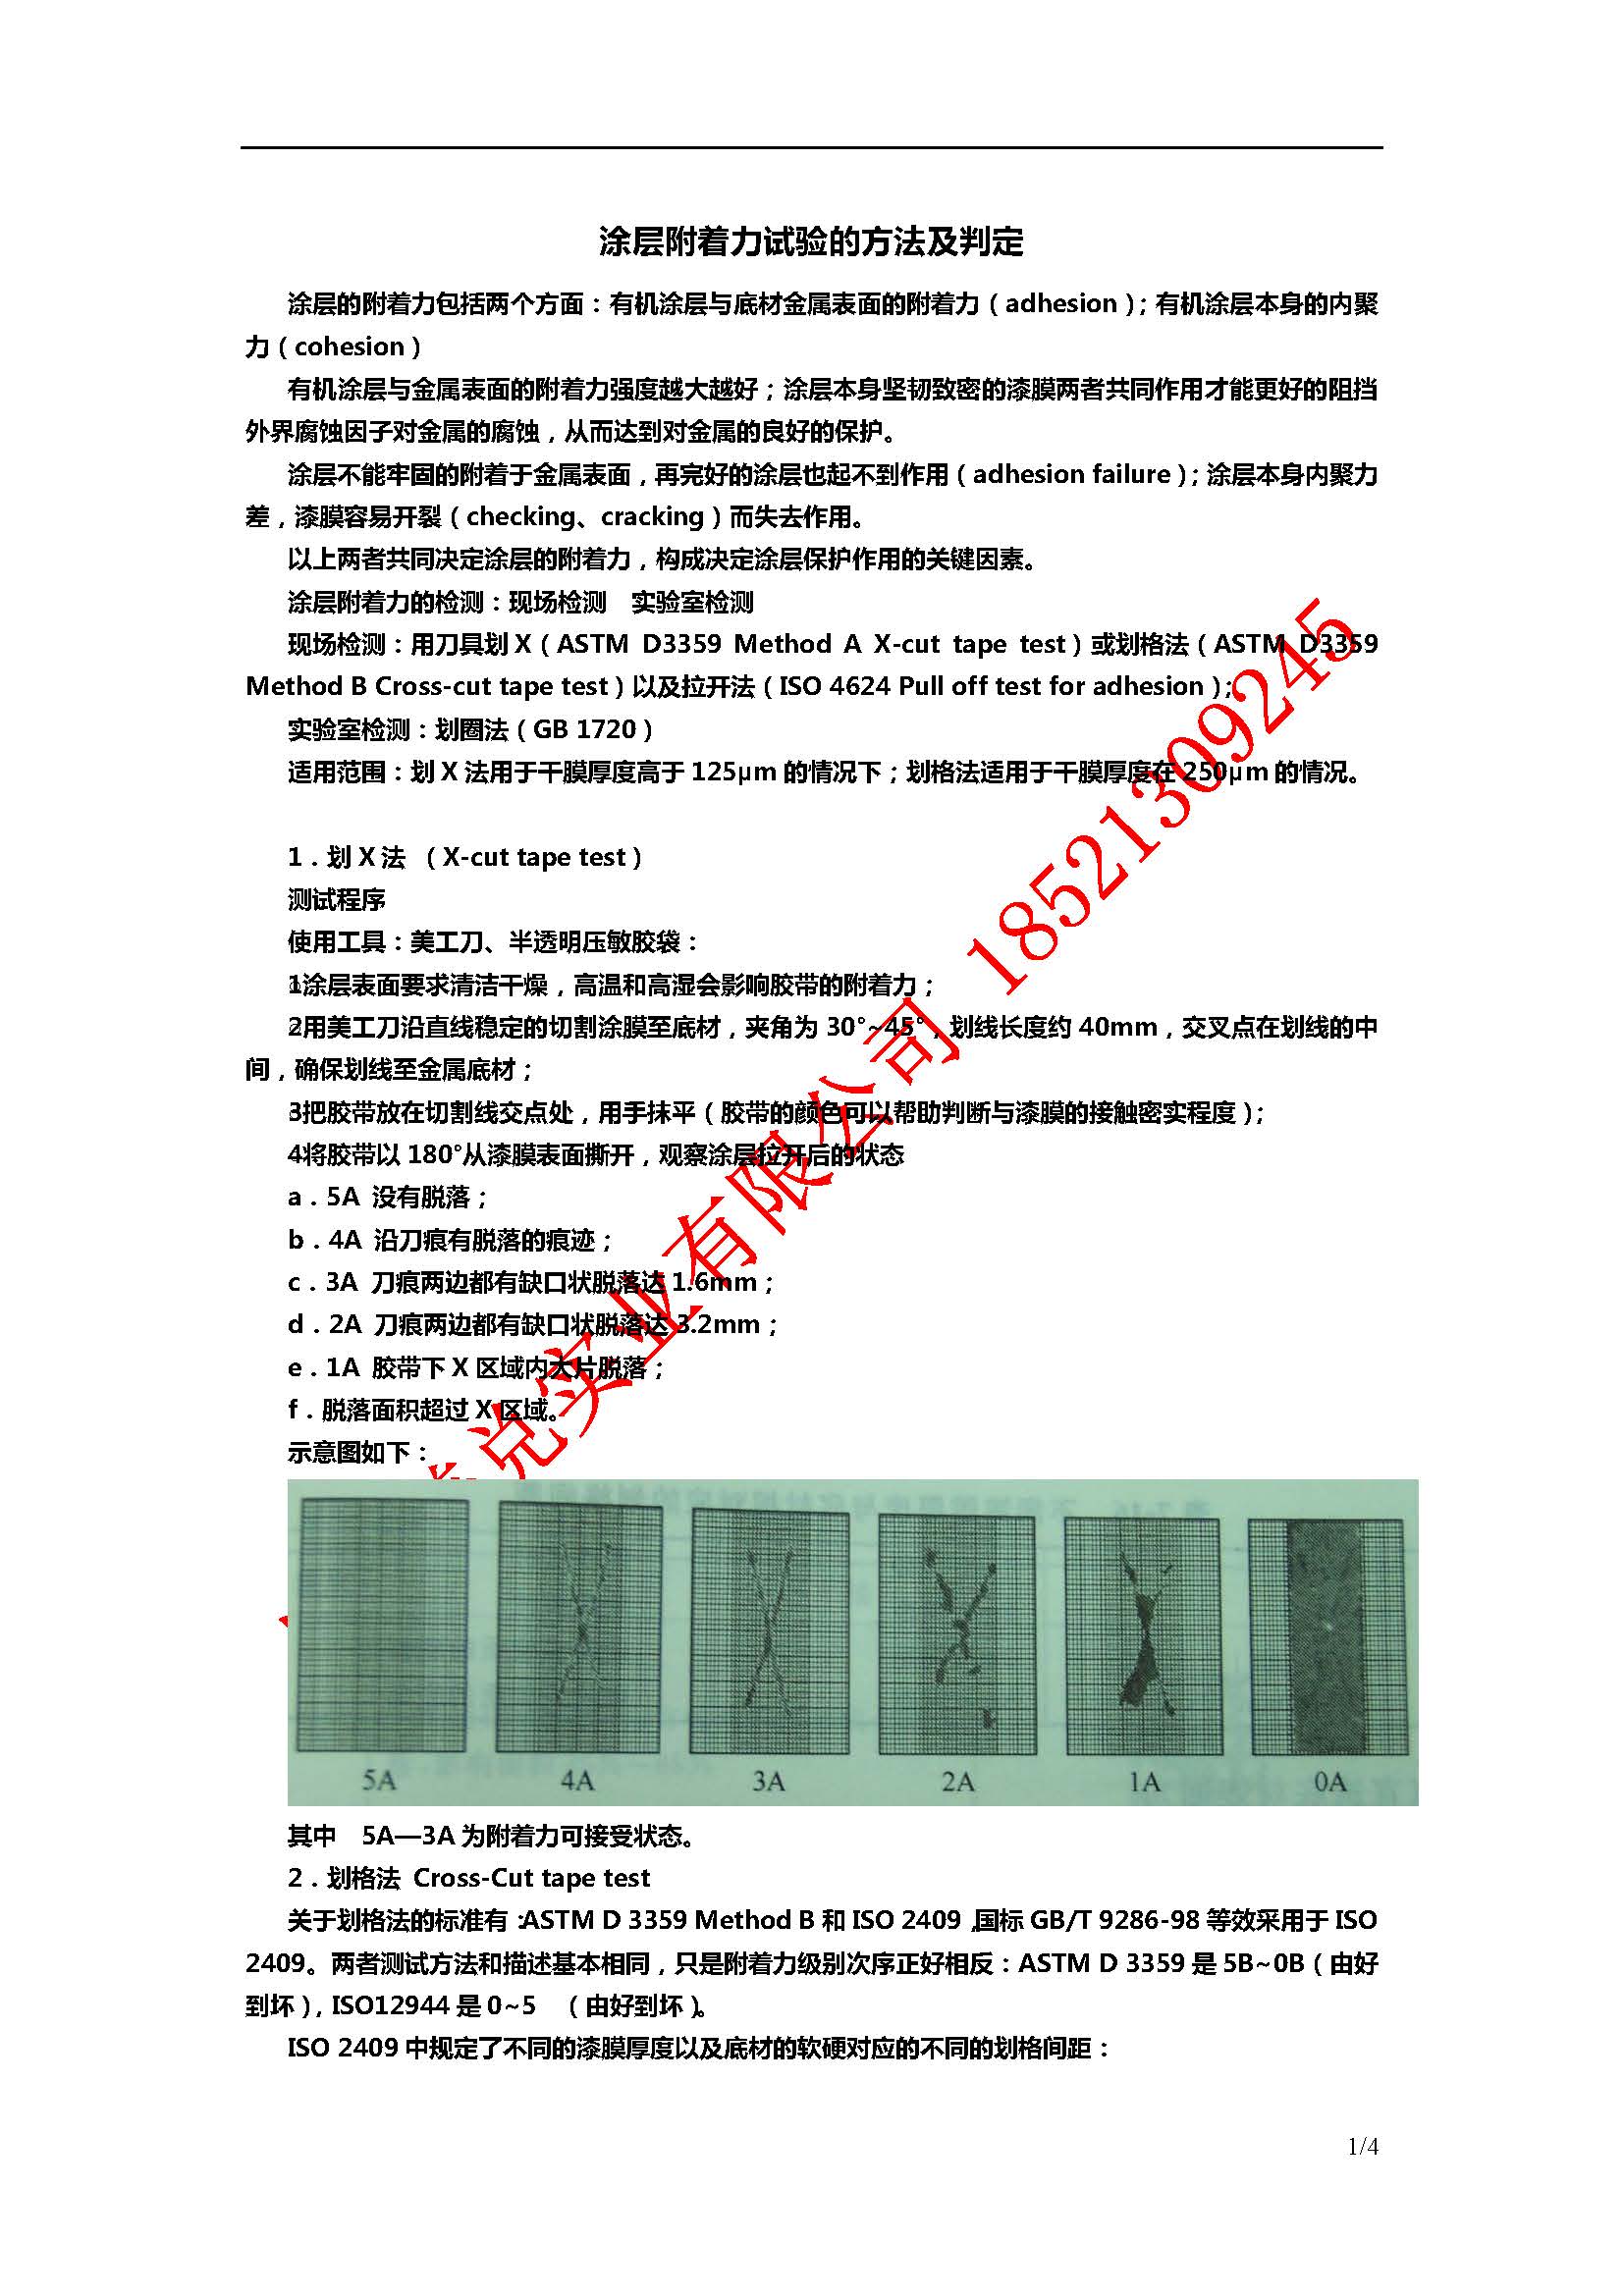 涂层附着力试验的方法及判定
涂层的附着力包括两个方面：有机涂层与底材金属表面的附着力（adhesion）；有机涂层本身的内聚
力（cohesion）
有机涂层与金属表面的附着力强度越大越好；涂层本身坚韧致密的漆膜两者共同作用才能更好的阻挡
外界腐蚀因子对金属的腐蚀，从而达到对金属的良好的保护。
涂层不能牢固的附着于金属表面，再完好的涂层也起不到作用（adhesion failure）；涂层本身内聚力
差，漆膜容易开裂（checking、cracking）而失去作用。
以上两者共同决定涂层的附着力，构成决定涂层保护作用的关键因素。
涂层附着力的检测：现场检测　实验室检测
现场检测：用刀具划 X（ASTM D3359 Method A X-cut tape test）或划格法（ASTM D3359
Method B Cross-cut tape test）以及拉开法（ISO 4624 Pull off test for adhesion）；
实验室检测：划圈法（GB 1720）
适用范围：划 X 法用于干膜厚度高于 125μm 的情况下；划格法适用于干膜厚度在 250μm 的情况。
1．划 X 法 （X-cut tape test）
测试程序
使用工具：美工刀、半透明压敏胶袋：
1涂层表面要求清洁干燥，高温和高湿会影响胶带的附着力；
2用美工刀沿直线稳定的切割涂膜至底材，夹角为 30°~45°，划线长度约 40mm，交叉点在划线的中
间，确保划线至金属底材；
3把胶带放在切割线交点处，用手抹平（胶带的颜色可以帮助判断与漆膜的接触密实程度）；
4将胶带以 180°从漆膜表面撕开，观察涂层拉开后的状态
a．5A 没有脱落；
b．4A 沿刀痕有脱落的痕迹；
c．3A 刀痕两边都有缺口状脱落达 1.6mm；
d．2A 刀痕两边都有缺口状脱落达 3.2mm；
e．1A 胶带下 X 区域内大片脱落；
f．脱落面积超过 X 区域。
示意图如下：
兑实业有限公司 18521309245
5A 4A 3A 2A 1A 0A
其中　5A—3A 为附着力可接受状态。
2．划格法 Cross-Cut tape test
关于划格法的标准有：ASTM D 3359 Method B 和 ISO 2409，国标 GB/T 9286-98 等效采用于 ISO
2409。两者测试方法和描述基本相同，只是附着力级别次序正好相反：ASTM D 3359 是 5B~0B（由好
到坏），ISO12944 是 0~5 （由好到坏）。
ISO 2409 中规定了不同的漆膜厚度以及底材的软硬对应的不同的划格间距：
1/4